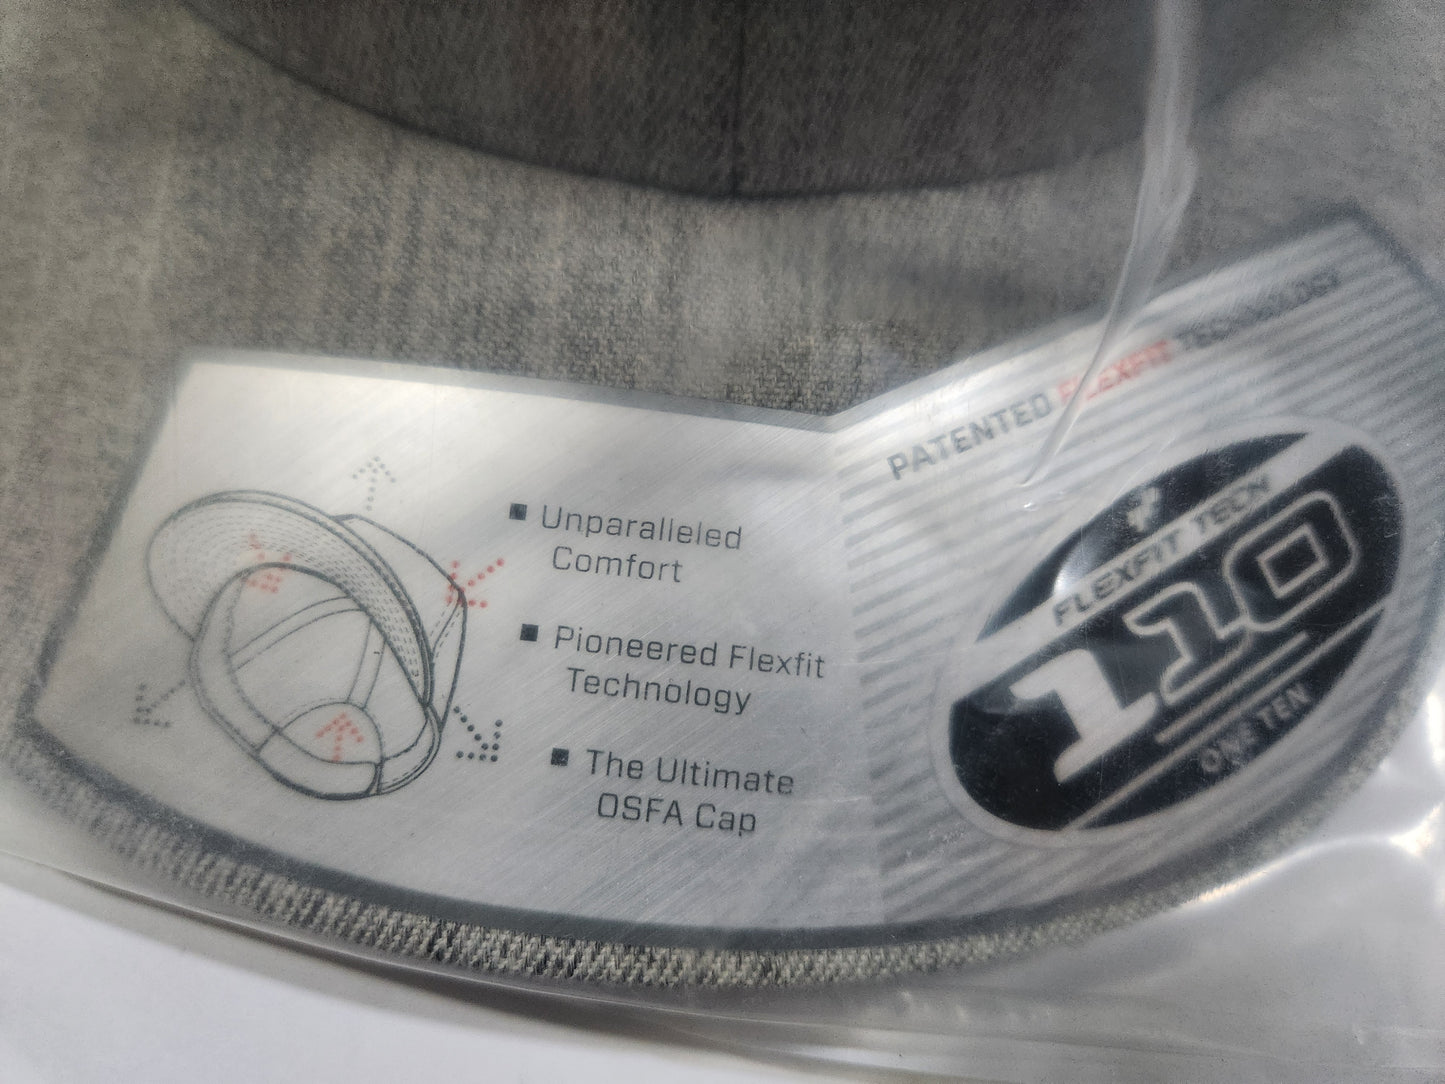 Unparalleled
Comfort
Pioneered Flexfit
Technology
The Ultimate
OSFA Cap
PATENTED FLEXFIT TECHNOLOGY
FLEXFIT TECH
110
ONE TEN